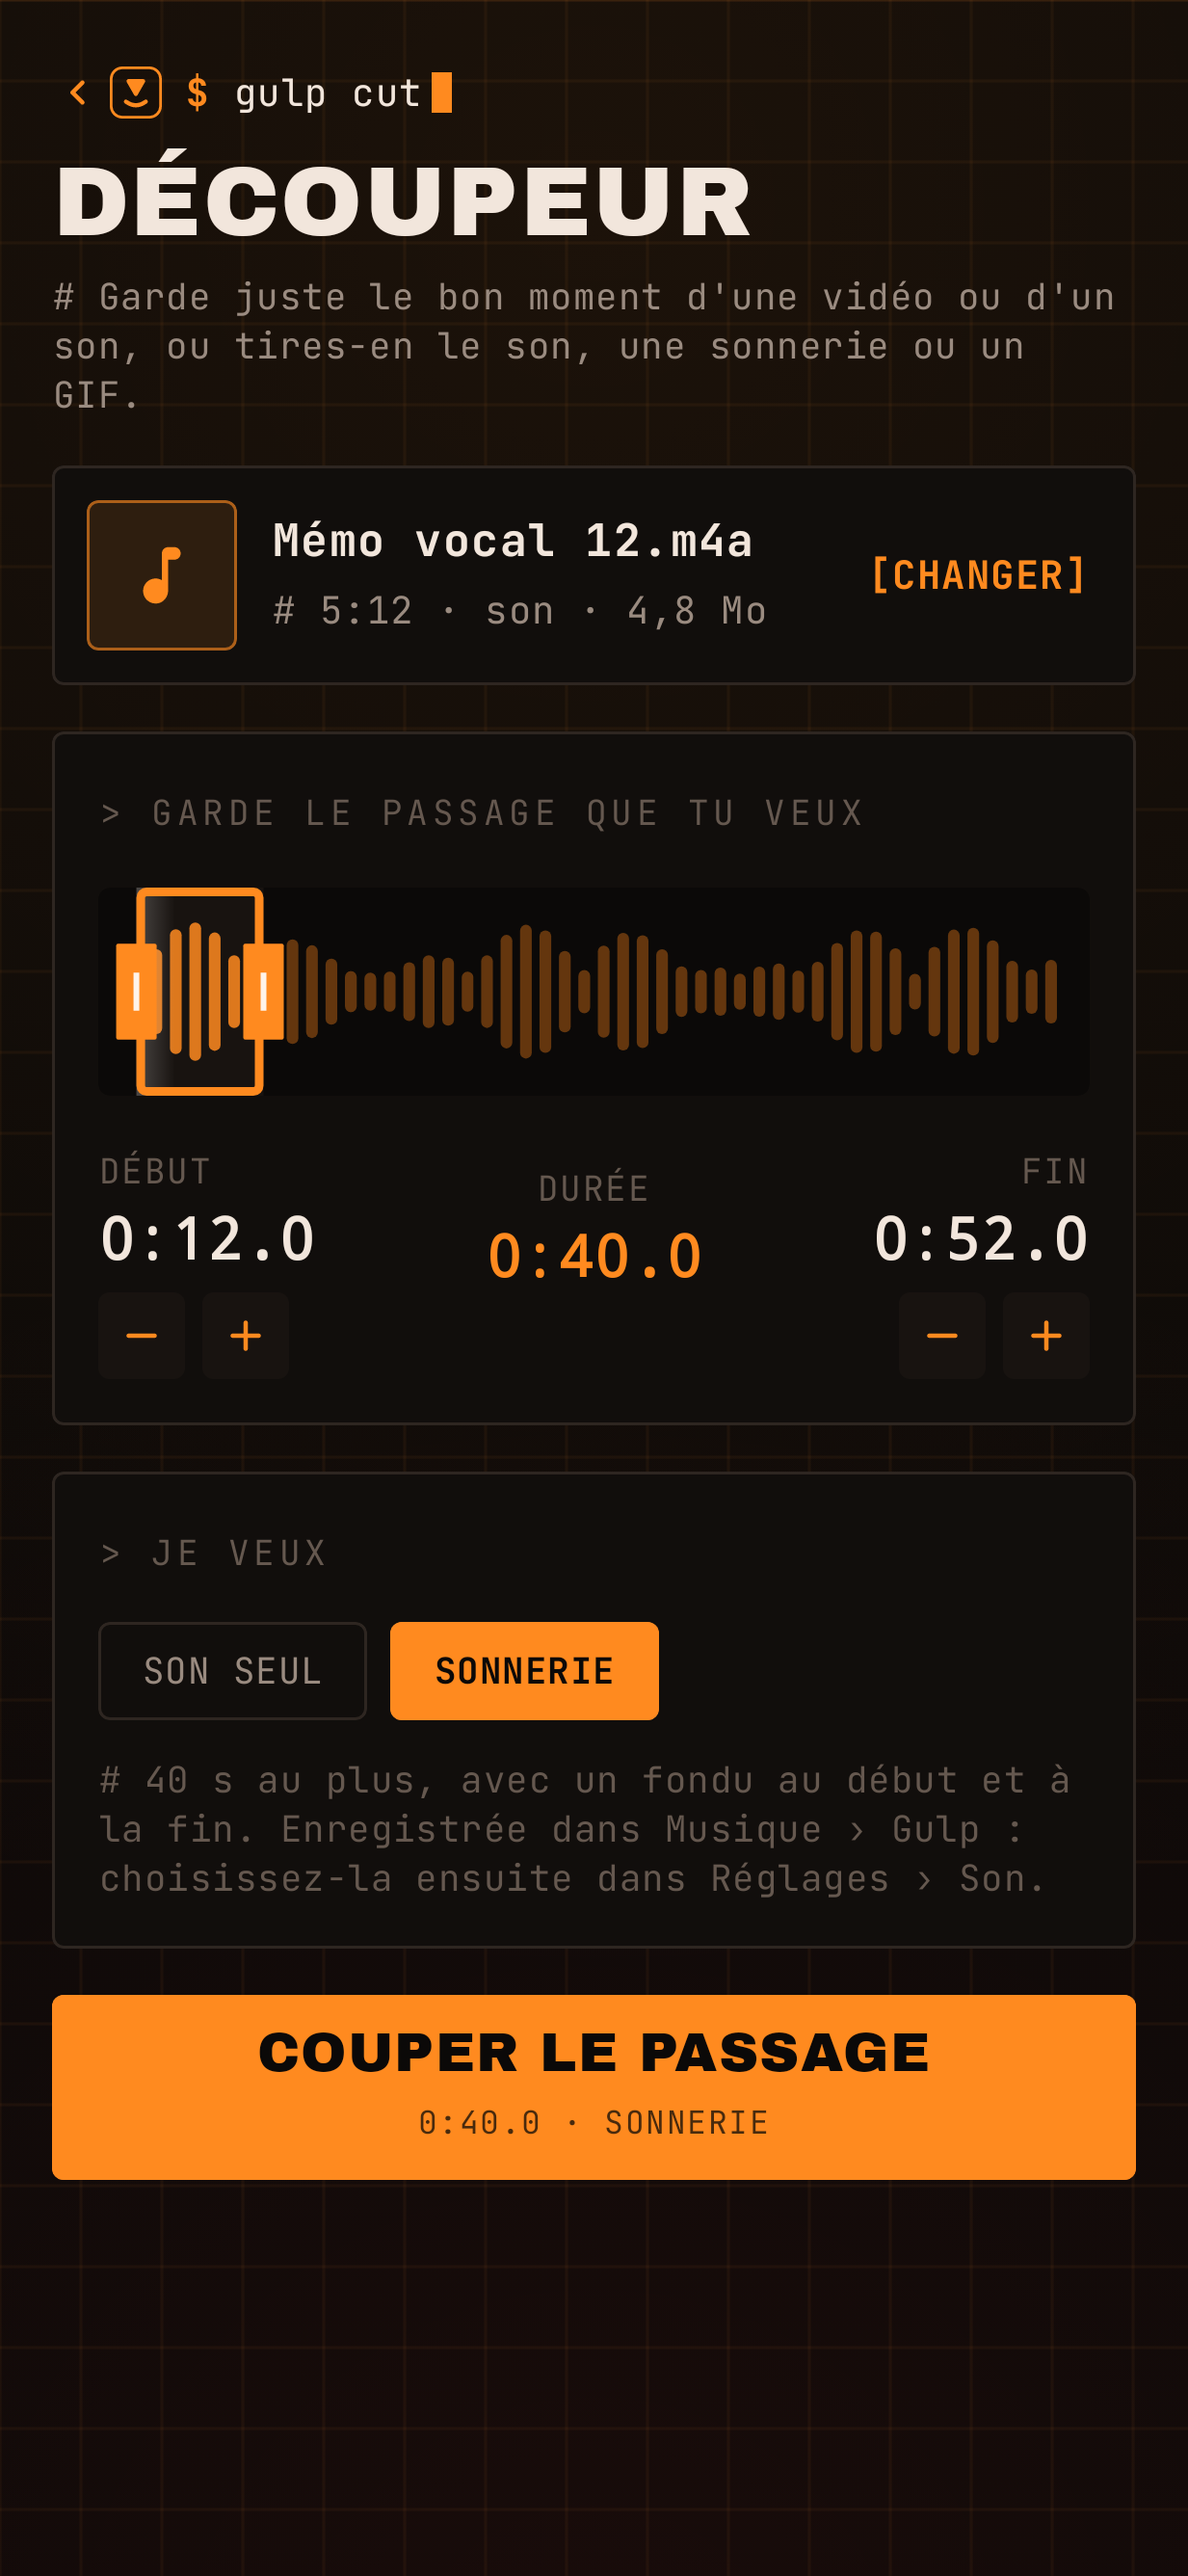 $ gulp cut
DÉCOUPEUR
# Garde juste le bon moment d'une vidéo ou d'un
son, ou tires-en le son, une sonnerie ou un
GIF.
Mémo vocal 12.m4a
# 5:12 · son · 4,8 Mo
[CHANGER]
> GARDE LE PASSAGE QUE TU VEUX
DÉBUT
0:12.0
DURÉE
0:40.0
FIN
0:52.0
− +
− +
> JE VEUX
SON SEUL
SONNERIE
# 40 s au plus, avec un fondu au début et à
la fin. Enregistrée dans Musique › Gulp :
choisissez-la ensuite dans Réglages › Son.
COUPER LE PASSAGE
0:40.0 · SONNERIE